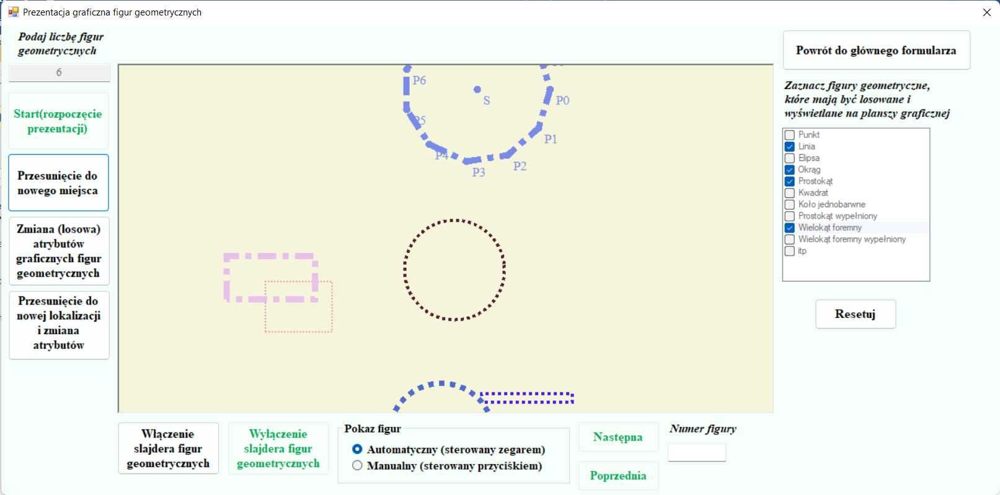 Prezentacja graficzna figur geometrycznych
Podaj liczbę figur
geometrycznych
6
Start(rozpoczęcie
prezentacji)
Przesunięcie do
nowego miejsca
Zmiana (losowa)
atrybutów
graficznych figur
geometrycznych
Przesunięcie do
nowej lokalizacji
i zmiana
atrybutów
P6
S
P0
P5
P1
P4
P2
P3
Powrót do głównego formularza
Zaznacz figury geometryczne,
które mają być losowane i
wyświetlane na planszy graficznej
Punkt
Linia
Elipsa
Okrąg
Prostokąt
Kwadrat
Koło jednobarwne
Prostokąt wypełniony
Wielokąt foremny
Wielokąt foremny wypełniony
itp
Resetuj
Włączenie
slajdera figur
geometrycznych
Wyłączenie
slajdera figur
geometrycznych
Pokaz figur
Automatyczny (sterowany zegarem)
Manualny (sterowany przyciśkiem)
Następna
Poprzednia
Numer figury